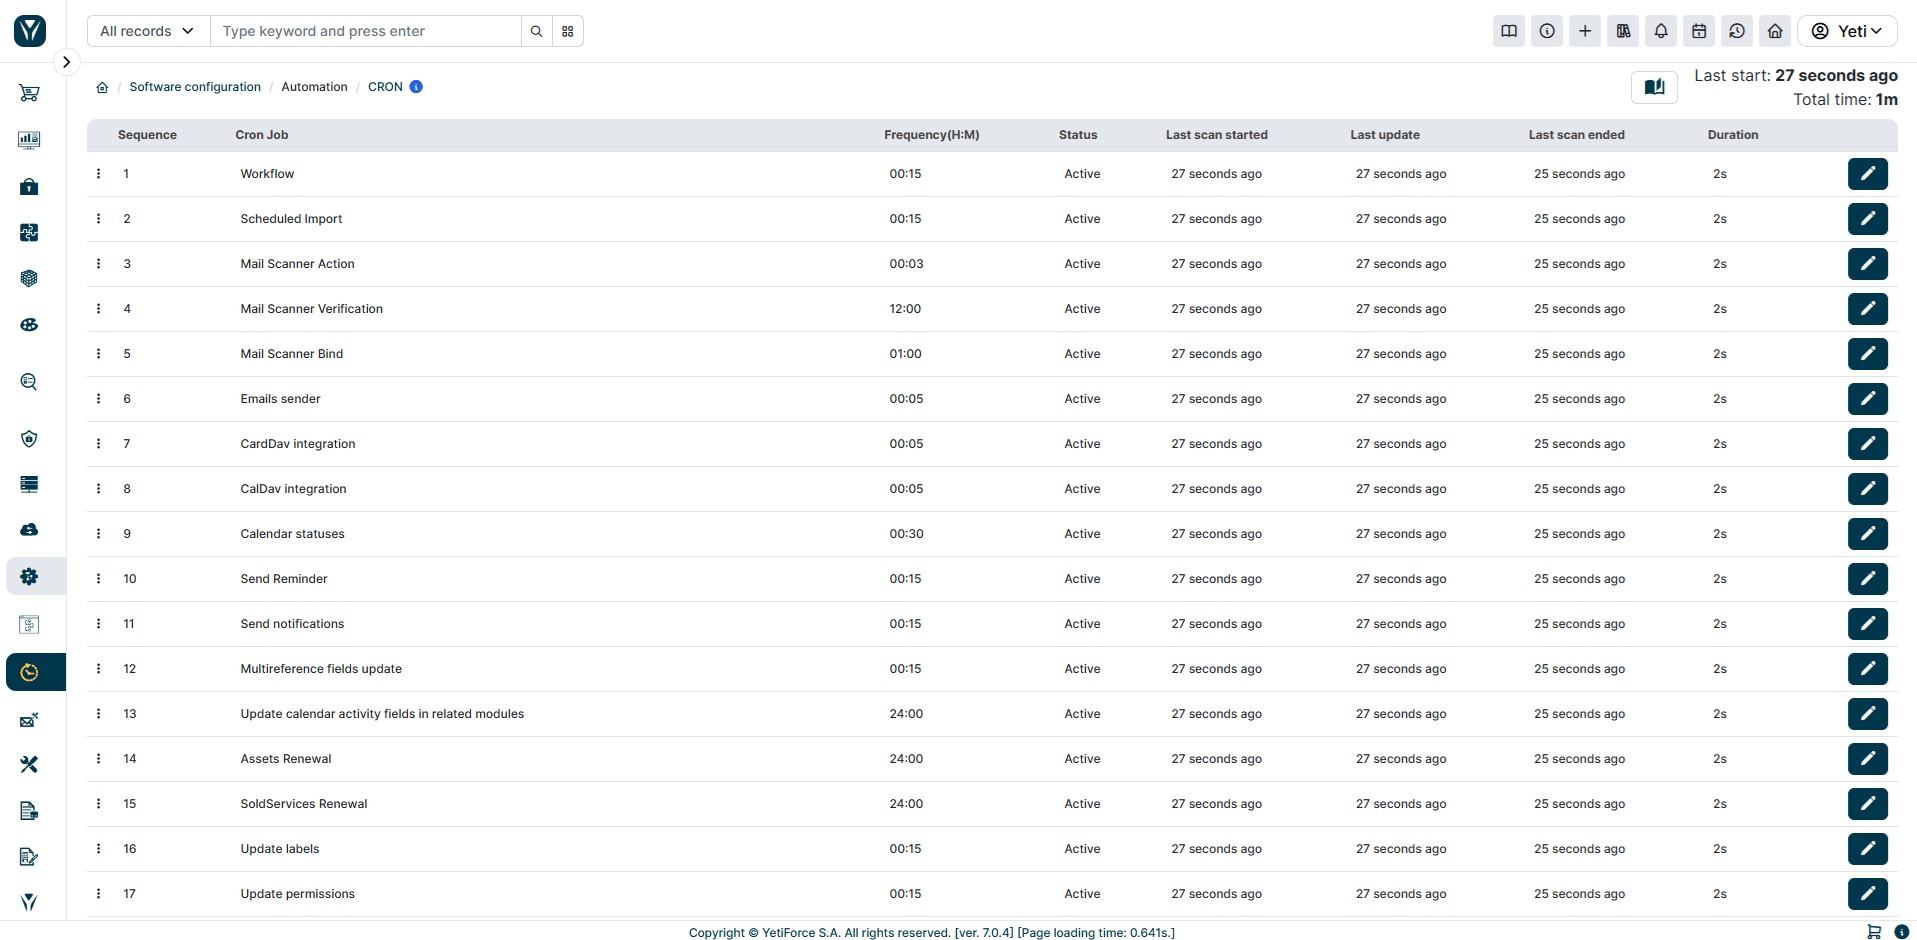 All records Type keyword and press enter Yeti
/ Software configuration / Automation / CRON
Last start: 27 seconds ago
Total time: 1m
Sequence Cron Job Frequency(H:M) Status Last scan started Last update Last scan ended Duration
1 Workflow 00:15 Active 27 seconds ago 27 seconds ago 25 seconds ago 2s
2 Scheduled Import 00:15 Active 27 seconds ago 27 seconds ago 25 seconds ago 2s
3 Mail Scanner Action 00:03 Active 27 seconds ago 27 seconds ago 25 seconds ago 2s
4 Mail Scanner Verification 12:00 Active 27 seconds ago 27 seconds ago 25 seconds ago 2s
5 Mail Scanner Bind 01:00 Active 27 seconds ago 27 seconds ago 25 seconds ago 2s
6 Emails sender 00:05 Active 27 seconds ago 27 seconds ago 25 seconds ago 2s
7 CardDav integration 00:05 Active 27 seconds ago 27 seconds ago 25 seconds ago 2s
8 CalDav integration 00:05 Active 27 seconds ago 27 seconds ago 25 seconds ago 2s
9 Calendar statuses 00:30 Active 27 seconds ago 27 seconds ago 25 seconds ago 2s
10 Send Reminder 00:15 Active 27 seconds ago 27 seconds ago 25 seconds ago 2s
11 Send notifications 00:15 Active 27 seconds ago 27 seconds ago 25 seconds ago 2s
12 Multireference fields update 00:15 Active 27 seconds ago 27 seconds ago 25 seconds ago 2s
13 Update calendar activity fields in related modules 24:00 Active 27 seconds ago 27 seconds ago 25 seconds ago 2s
14 Assets Renewal 24:00 Active 27 seconds ago 27 seconds ago 25 seconds ago 2s
15 SoldServices Renewal 24:00 Active 27 seconds ago 27 seconds ago 25 seconds ago 2s
16 Update labels 00:15 Active 27 seconds ago 27 seconds ago 25 seconds ago 2s
17 Update permissions 00:15 Active 27 seconds ago 27 seconds ago 25 seconds ago 2s
Copyright © YetiForce S.A. All rights reserved. [ver. 7.0.4] [Page loading time: 0.641s.]